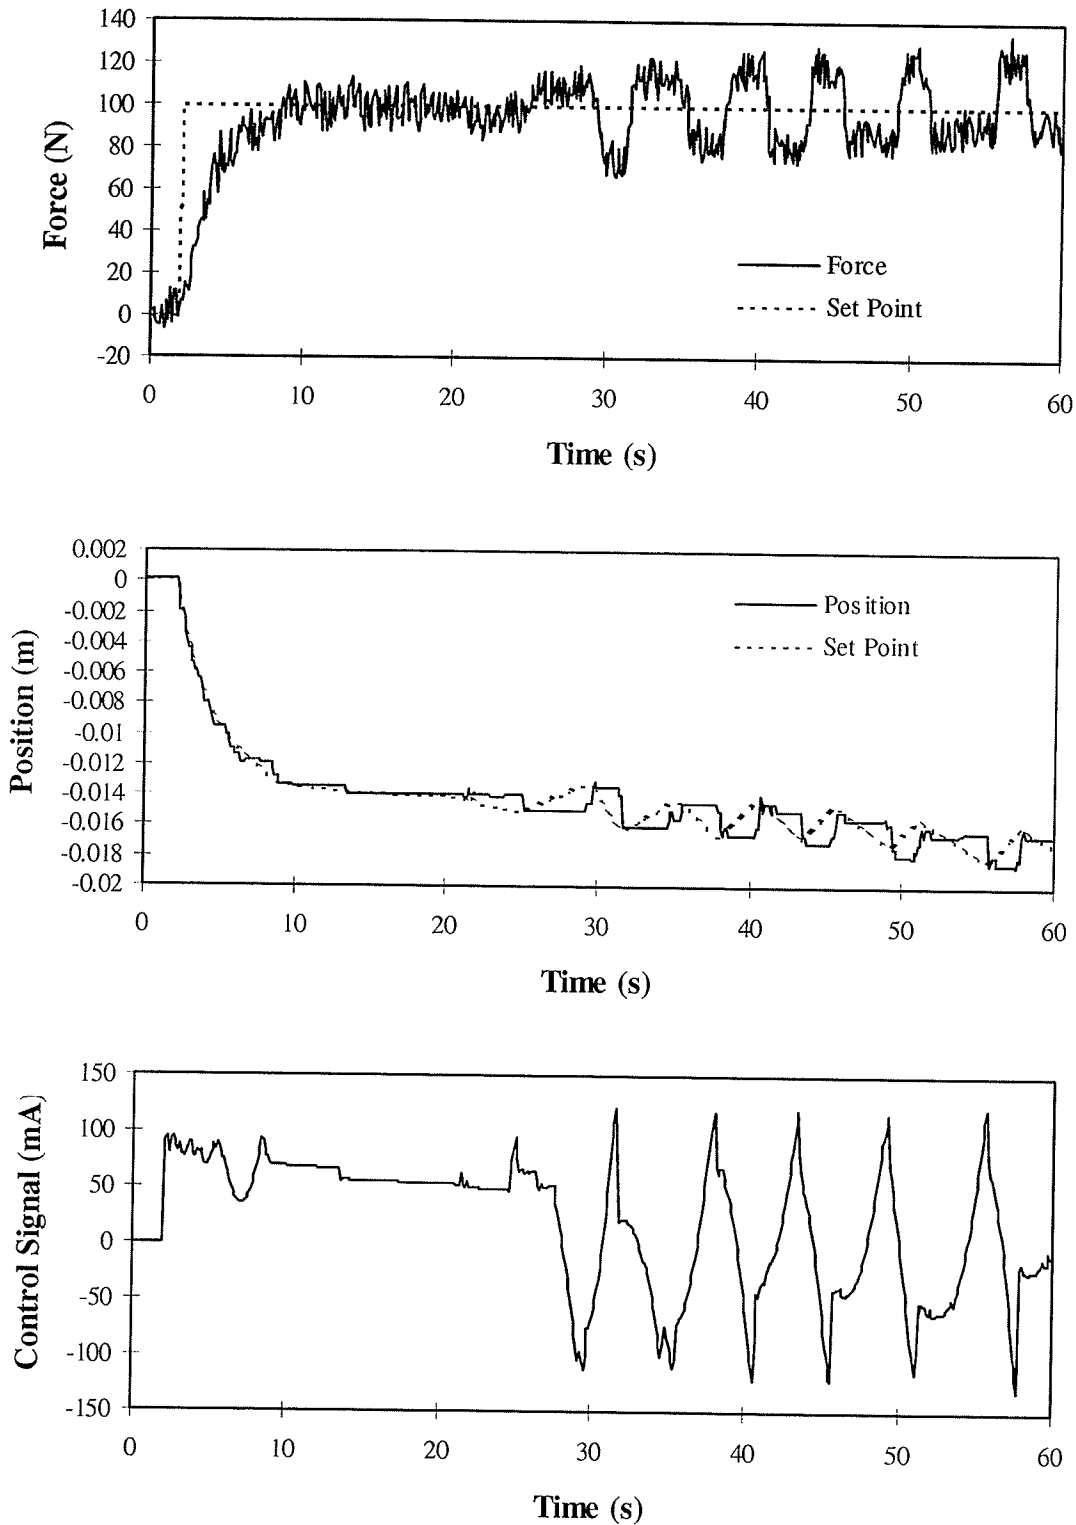 140
120
100
80
60
40
20
0
-20
Force (N)
Force
Set Point
0 10 20 30 40 50 60
Time (s)
0.002
0
-0.002
-0.004
-0.006
-0.008
-0.01
-0.012
-0.014
-0.016
-0.018
-0.02
Position (m)
Position
Set Point
0 10 20 30 40 50 60
Time (s)
150
100
50
0
-50
-100
-150
Control Signal (mA)
0 10 20 30 40 50 60
Time (s)